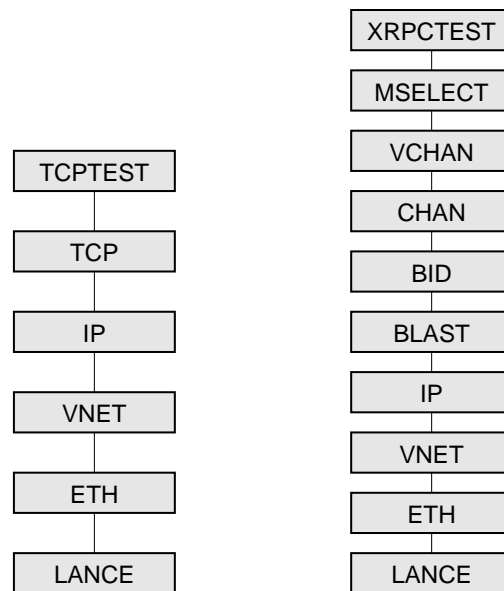 TCPTEST
TCP
IP
VNET
ETH
LANCE
XRPCTEST
MSELECT
VCHAN
CHAN
BID
BLAST
IP
VNET
ETH
LANCE